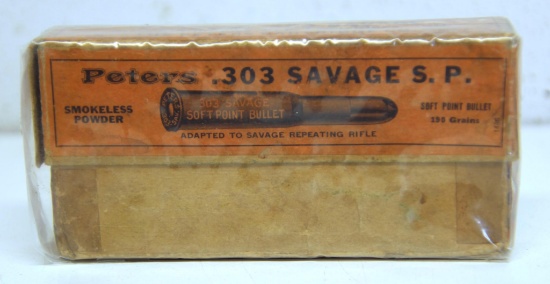 Peters .303 SAVAGE S. P.
SMOKELESS
POWDER
.303 SAVAGE
SOFT POINT BULLET
SOFT POINT BULLET
195 Grains
ADAPTED TO SAVAGE REPEATING RIFLE